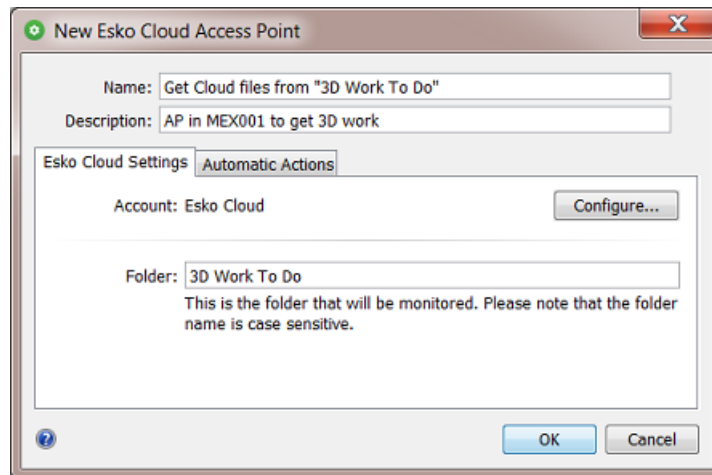 New Esko Cloud Access Point
Name: Get Cloud files from "3D Work To Do"
Description: AP in MEX001 to get 3D work
Esko Cloud Settings Automatic Actions
Account: Esko Cloud Configure...
Folder: 3D Work To Do
This is the folder that will be monitored. Please note that the folder
name is case sensitive.
OK Cancel